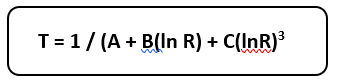 T = 1 / (A + B(ln R) + C(lnR)³